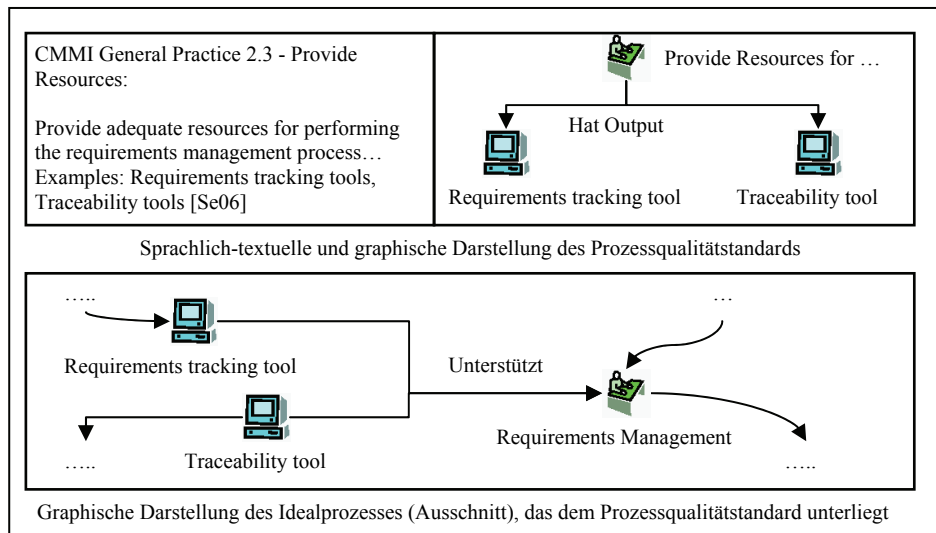 CMMI General Practice 2.3 - Provide
Resources:
Provide adequate resources for performing
the requirements management process…
Examples: Requirements tracking tools,
Traceability tools [Se06]
Provide Resources for …
Hat Output
Requirements tracking tool
Traceability tool
Sprachlich-textuelle und graphische Darstellung des Prozessqualitätstandards
…..
…
Requirements tracking tool
Unterstützt
Traceability tool
Requirements Management
…..
…..
Graphische Darstellung des Idealprozesses (Ausschnitt), das dem Prozessqualitätstandard unterliegt